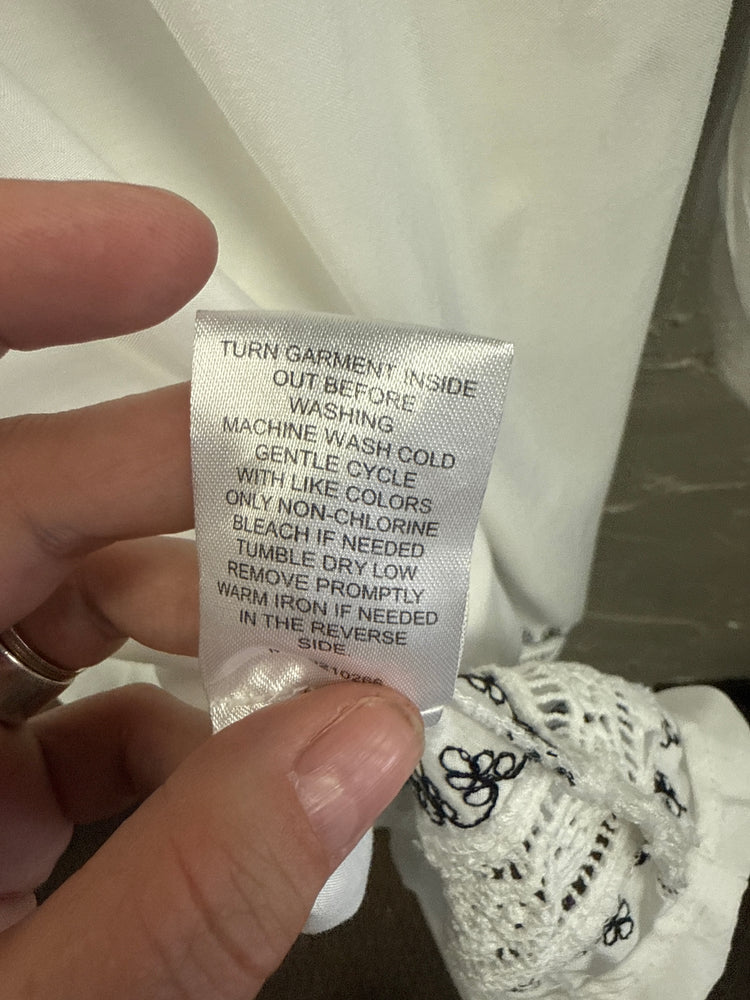 TURN GARMENT INSIDE
OUT BEFORE
WASHING
MACHINE WASH COLD
GENTLE CYCLE
WITH LIKE COLORS
ONLY NON-CHLORINE
BLEACH IF NEEDED
TUMBLE DRY LOW
REMOVE PROMPTLY
WARM IRON IF NEEDED
IN THE REVERSE
SIDE